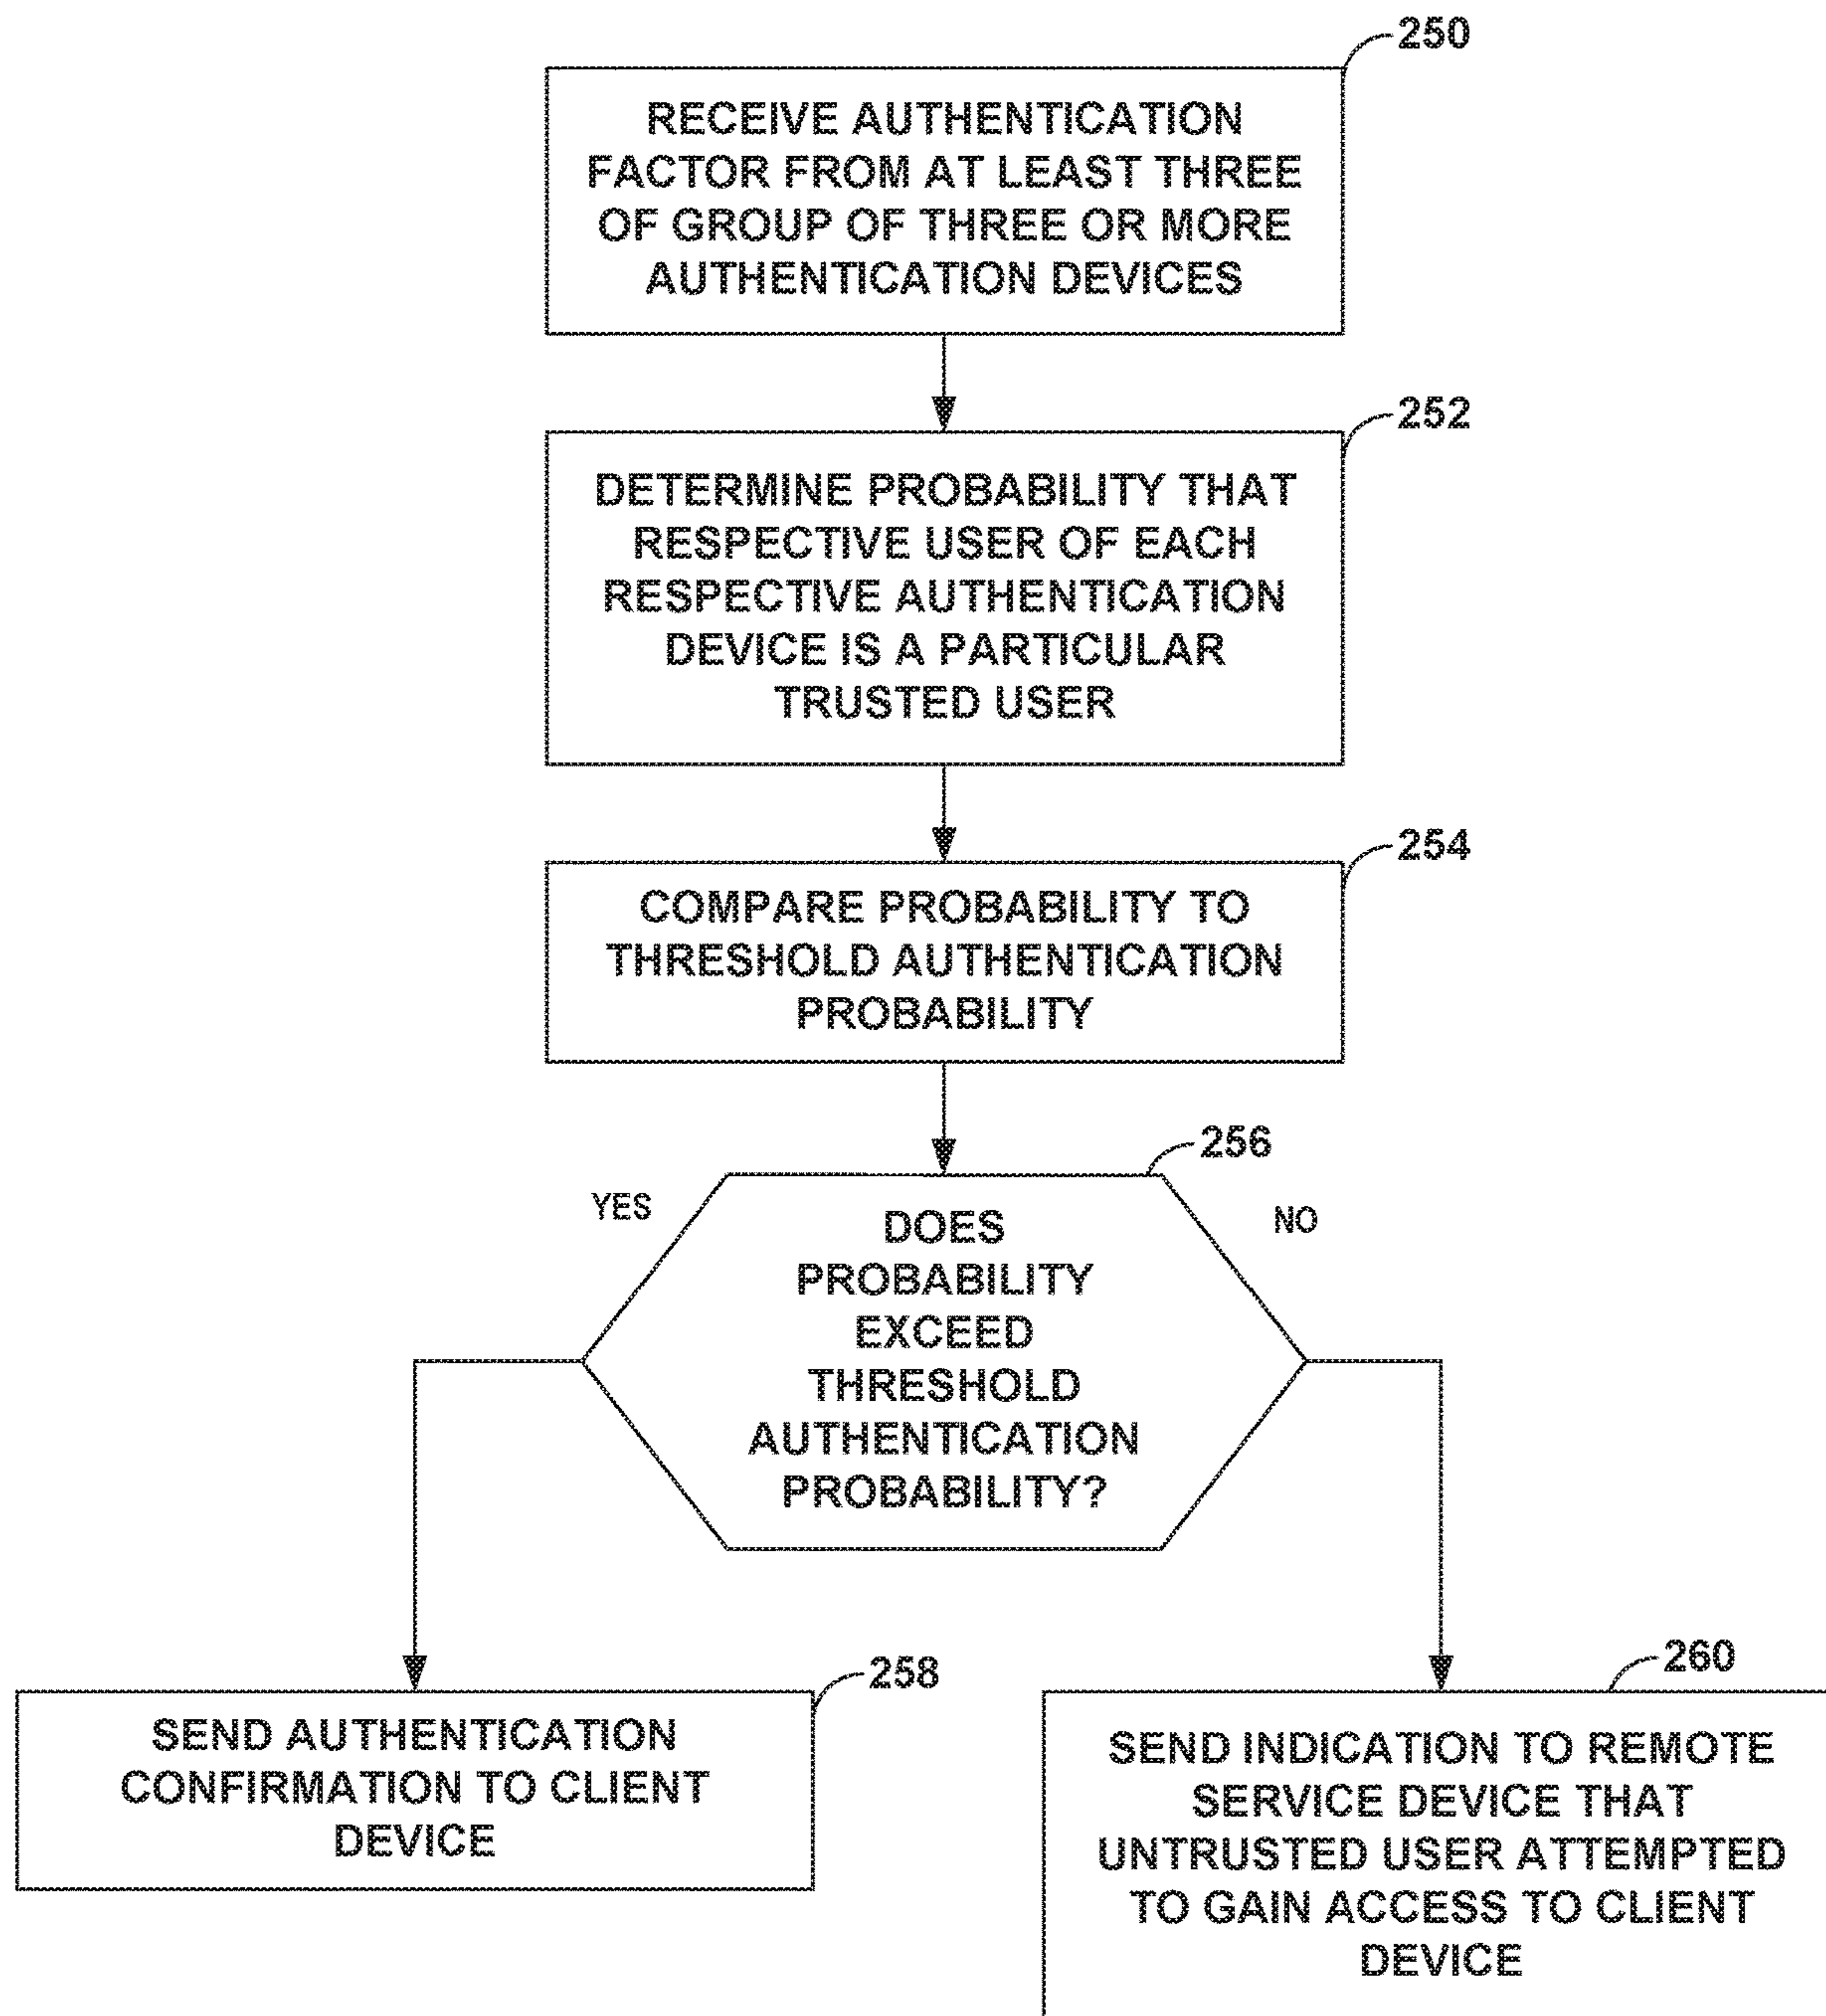 250
RECEIVE AUTHENTICATION
FACTOR FROM AT LEAST THREE
OF GROUP OF THREE OR MORE
AUTHENTICATION DEVICES
252
DETERMINE PROBABILITY THAT
RESPECTIVE USER OF EACH
RESPECTIVE AUTHENTICATION
DEVICE IS A PARTICULAR
TRUSTED USER
254
COMPARE PROBABILITY TO
THRESHOLD AUTHENTICATION
PROBABILITY
256
YES
NO
DOES
PROBABILITY
EXCEED
THRESHOLD
AUTHENTICATION
PROBABILITY?
258
SEND AUTHENTICATION
CONFIRMATION TO CLIENT
DEVICE
260
SEND INDICATION TO REMOTE
SERVICE DEVICE THAT
UNTRUSTED USER ATTEMPTED
TO GAIN ACCESS TO CLIENT
DEVICE